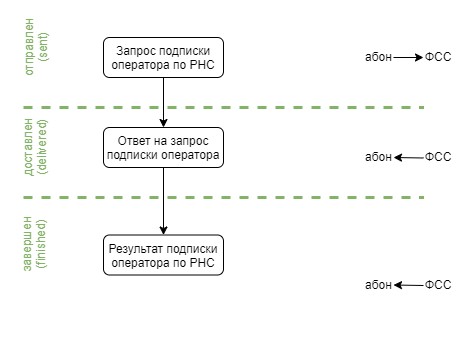 отправлен
(sent)
Запрос подписки
оператора по РНС
абон ФСС
доставлен
(delivered)
Ответ на запрос
подписки оператора
абон ФСС
завершен
(finished)
Результат подписки
оператора по РНС
абон ФСС